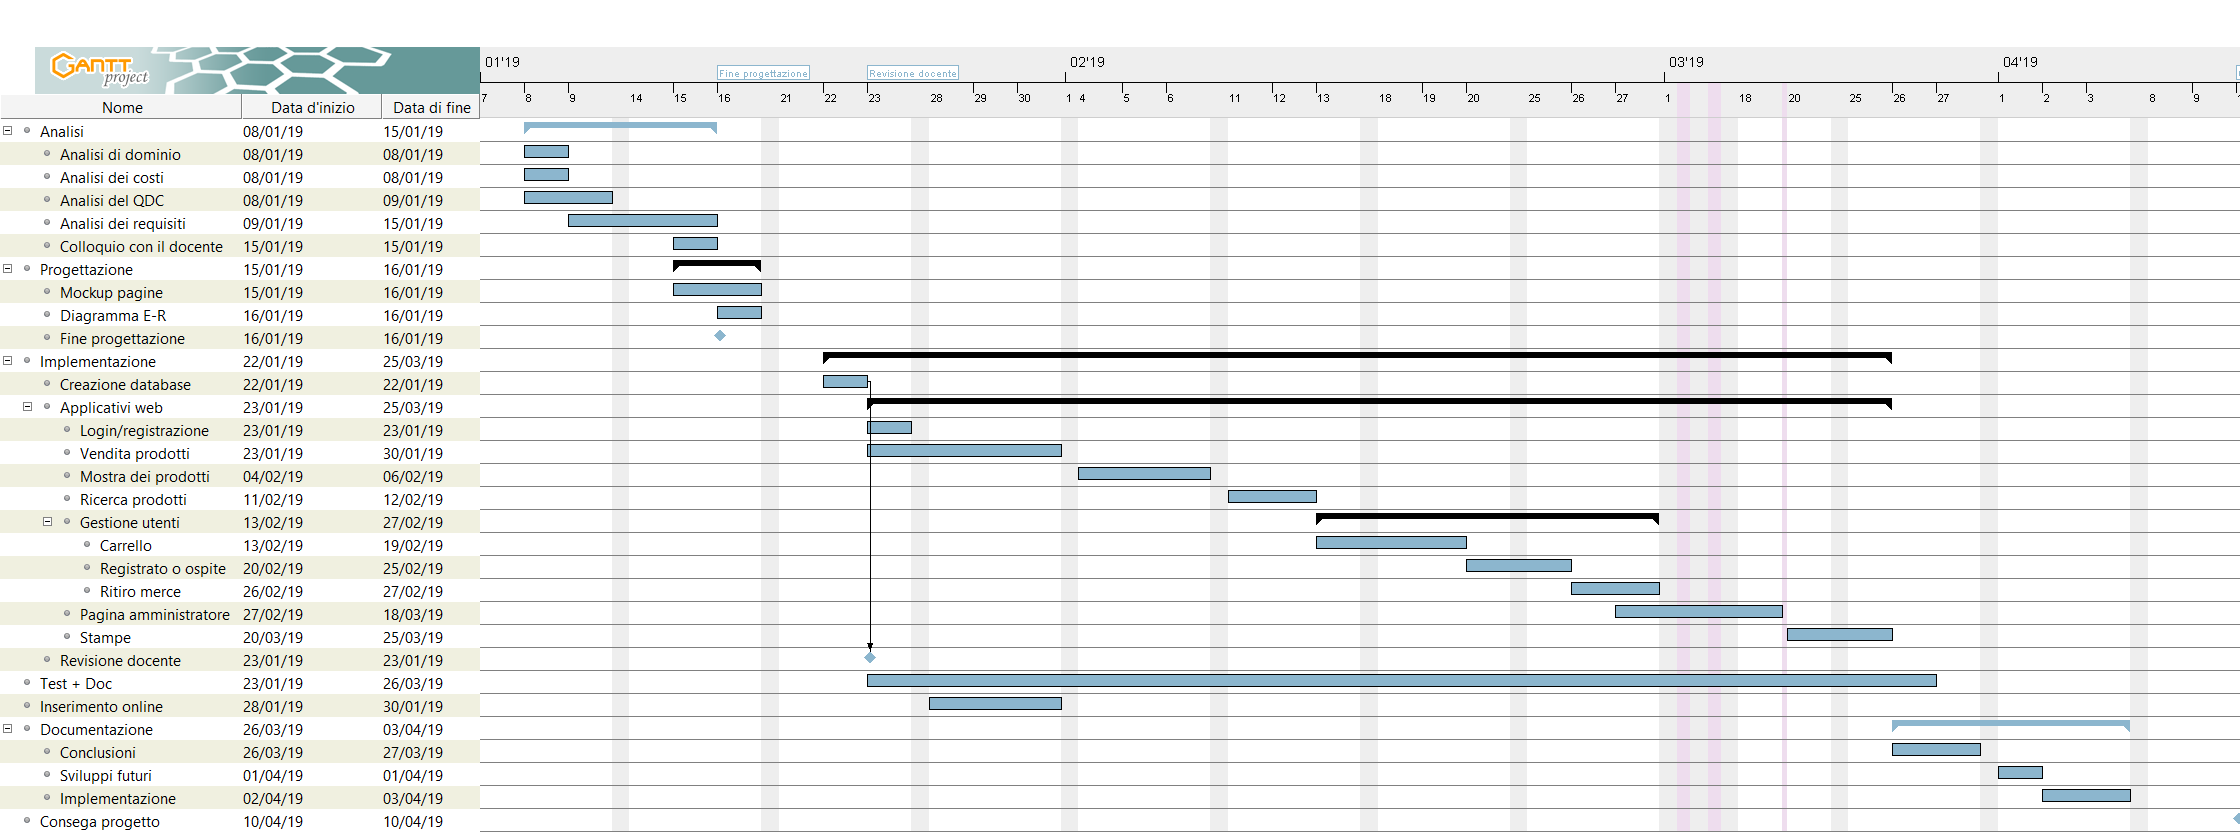 GANTT
project
01'19
02'19
03'19
04'19
Fine progettazione
Revisione docente
Nome Data d'inizio Data di fine
7 8 9 14 15 16 21 22 23 28 29 30 1 4 5 6 11 12 13 18 19 20 25 26 27 1 18 20 25 26 27 1 2 3 8 9
Analisi 08/01/19 15/01/19
Analisi di dominio 08/01/19 08/01/19
Analisi dei costi 08/01/19 08/01/19
Analisi del QDC 08/01/19 09/01/19
Analisi dei requisiti 09/01/19 15/01/19
Colloquio con il docente 15/01/19 15/01/19
Progettazione 15/01/19 16/01/19
Mockup pagine 15/01/19 16/01/19
Diagramma E-R 16/01/19 16/01/19
Fine progettazione 16/01/19 16/01/19
Implementazione 22/01/19 25/03/19
Creazione database 22/01/19 22/01/19
Applicativi web 23/01/19 25/03/19
Login/registrazione 23/01/19 23/01/19
Vendita prodotti 23/01/19 30/01/19
Mostra dei prodotti 04/02/19 06/02/19
Ricerca prodotti 11/02/19 12/02/19
Gestione utenti 13/02/19 27/02/19
Carrello 13/02/19 19/02/19
Registrato o ospite 20/02/19 25/02/19
Ritiro merce 26/02/19 27/02/19
Pagina amministratore 27/02/19 18/03/19
Stampe 20/03/19 25/03/19
Revisione docente 23/01/19 23/01/19
Test + Doc 23/01/19 26/03/19
Inserimento online 28/01/19 30/01/19
Documentazione 26/03/19 03/04/19
Conclusioni 26/03/19 27/03/19
Sviluppi futuri 01/04/19 01/04/19
Implementazione 02/04/19 03/04/19
Consega progetto 10/04/19 10/04/19